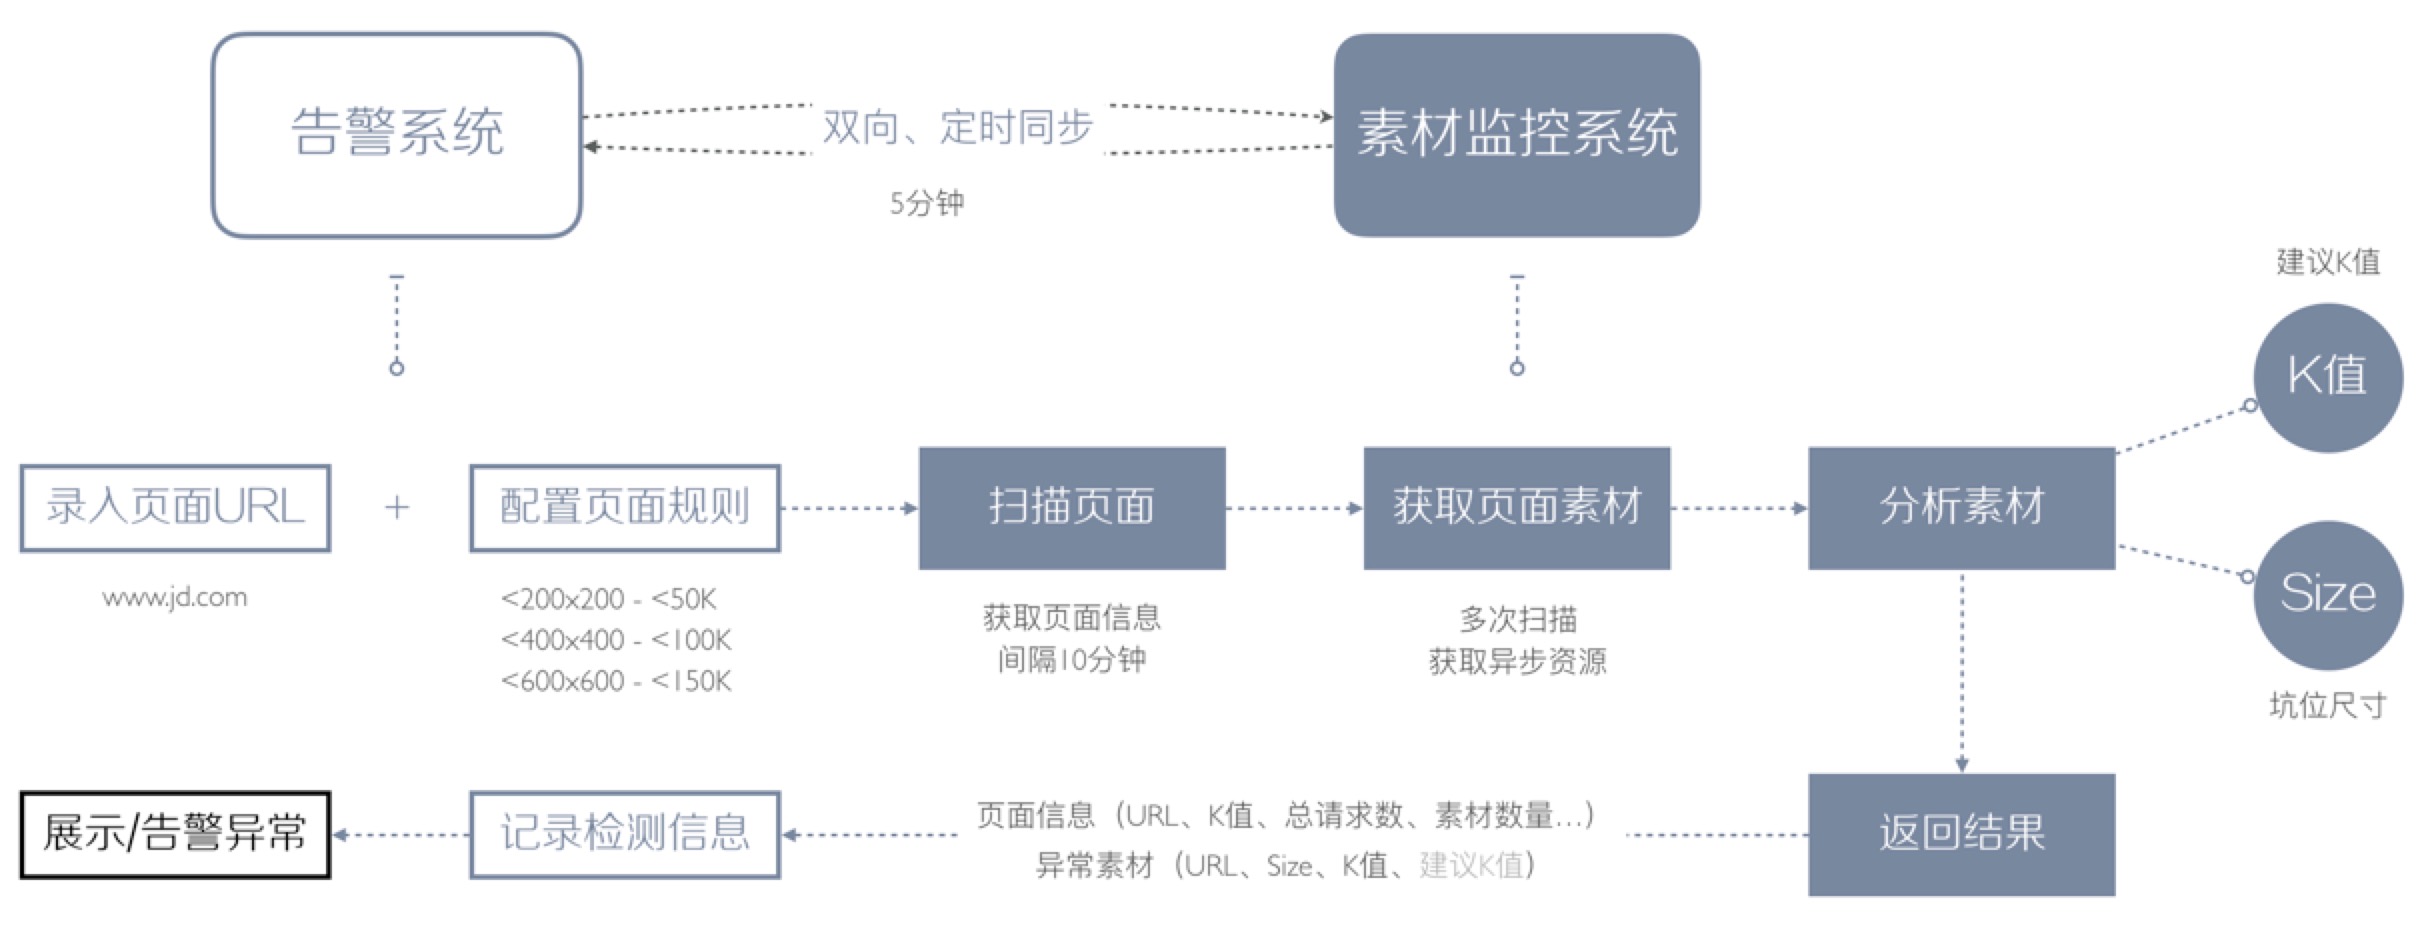 告警系统
双向、定时同步
5分钟
素材监控系统
建议K值
K值
录入页面URL
+
配置页面规则
扫描页面
获取页面素材
分析素材
Size
坑位尺寸
www.jd.com
<200x200 - <50K
<400x400 - <100K
<600x600 - <150K
获取页面信息
间隔10分钟
多次扫描
获取异步资源
展示/告警异常
记录检测信息
页面信息（URL、K值、总请求数、素材数量...）
异常素材（URL、Size、K值、建议K值）
返回结果